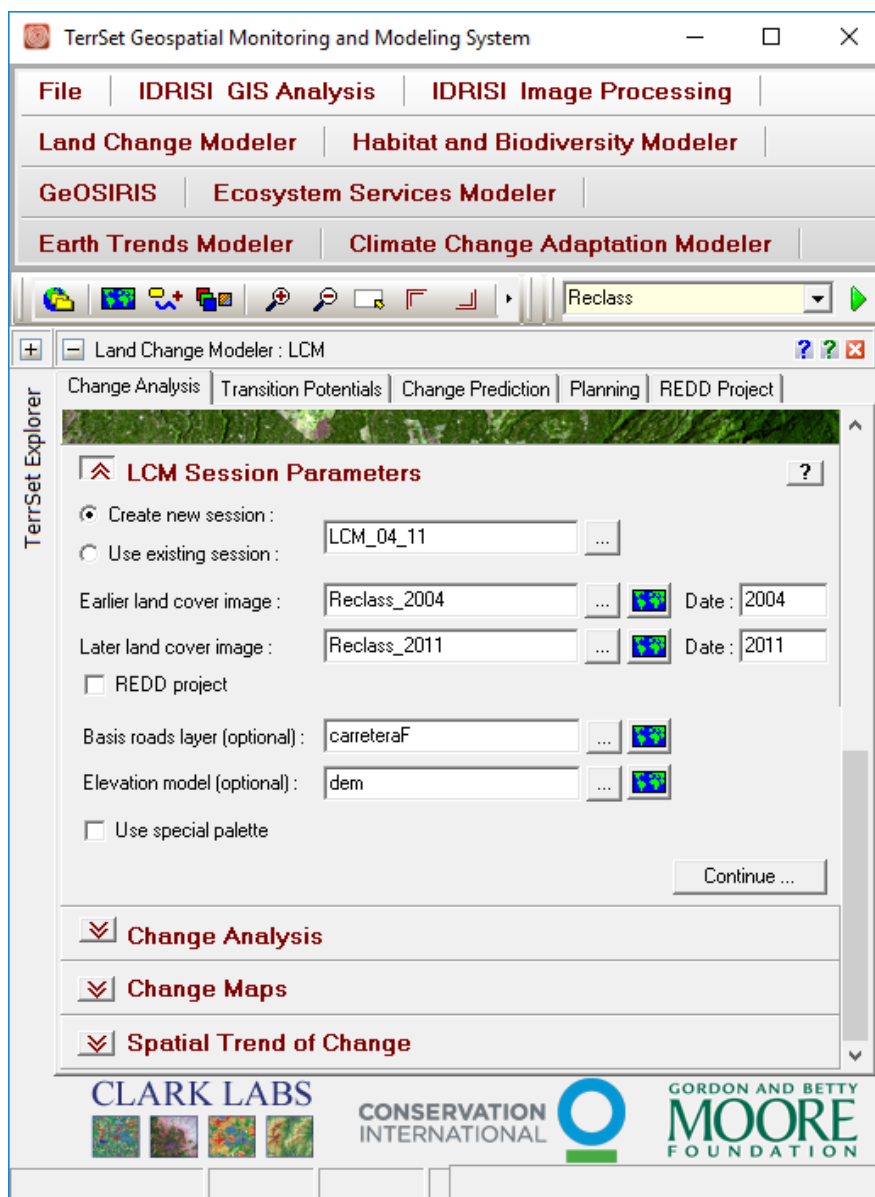 TerrSet Geospatial Monitoring and Modeling System
File IDRISI GIS Analysis IDRISI Image Processing
Land Change Modeler Habitat and Biodiversity Modeler
GeOSIRIS Ecosystem Services Modeler
Earth Trends Modeler Climate Change Adaptation Modeler
Reclass
Land Change Modeler : LCM ? ?
TerrSet Explorer
Change Analysis Transition Potentials Change Prediction Planning REDD Project
LCM Session Parameters ?
Create new session :
LCM_04_11 ...
Use existing session :
Earlier land cover image : Reclass_2004 ... Date : 2004
Later land cover image : Reclass_2011 ... Date : 2011
REDD project
Basis roads layer (optional) : carreteraF ...
Elevation model (optional) : dem ...
Use special palette
Continue ...
Change Analysis
Change Maps
Spatial Trend of Change
CLARK LABS
CONSERVATION
INTERNATIONAL
GORDON AND BETTY
MOORE
FOUNDATION